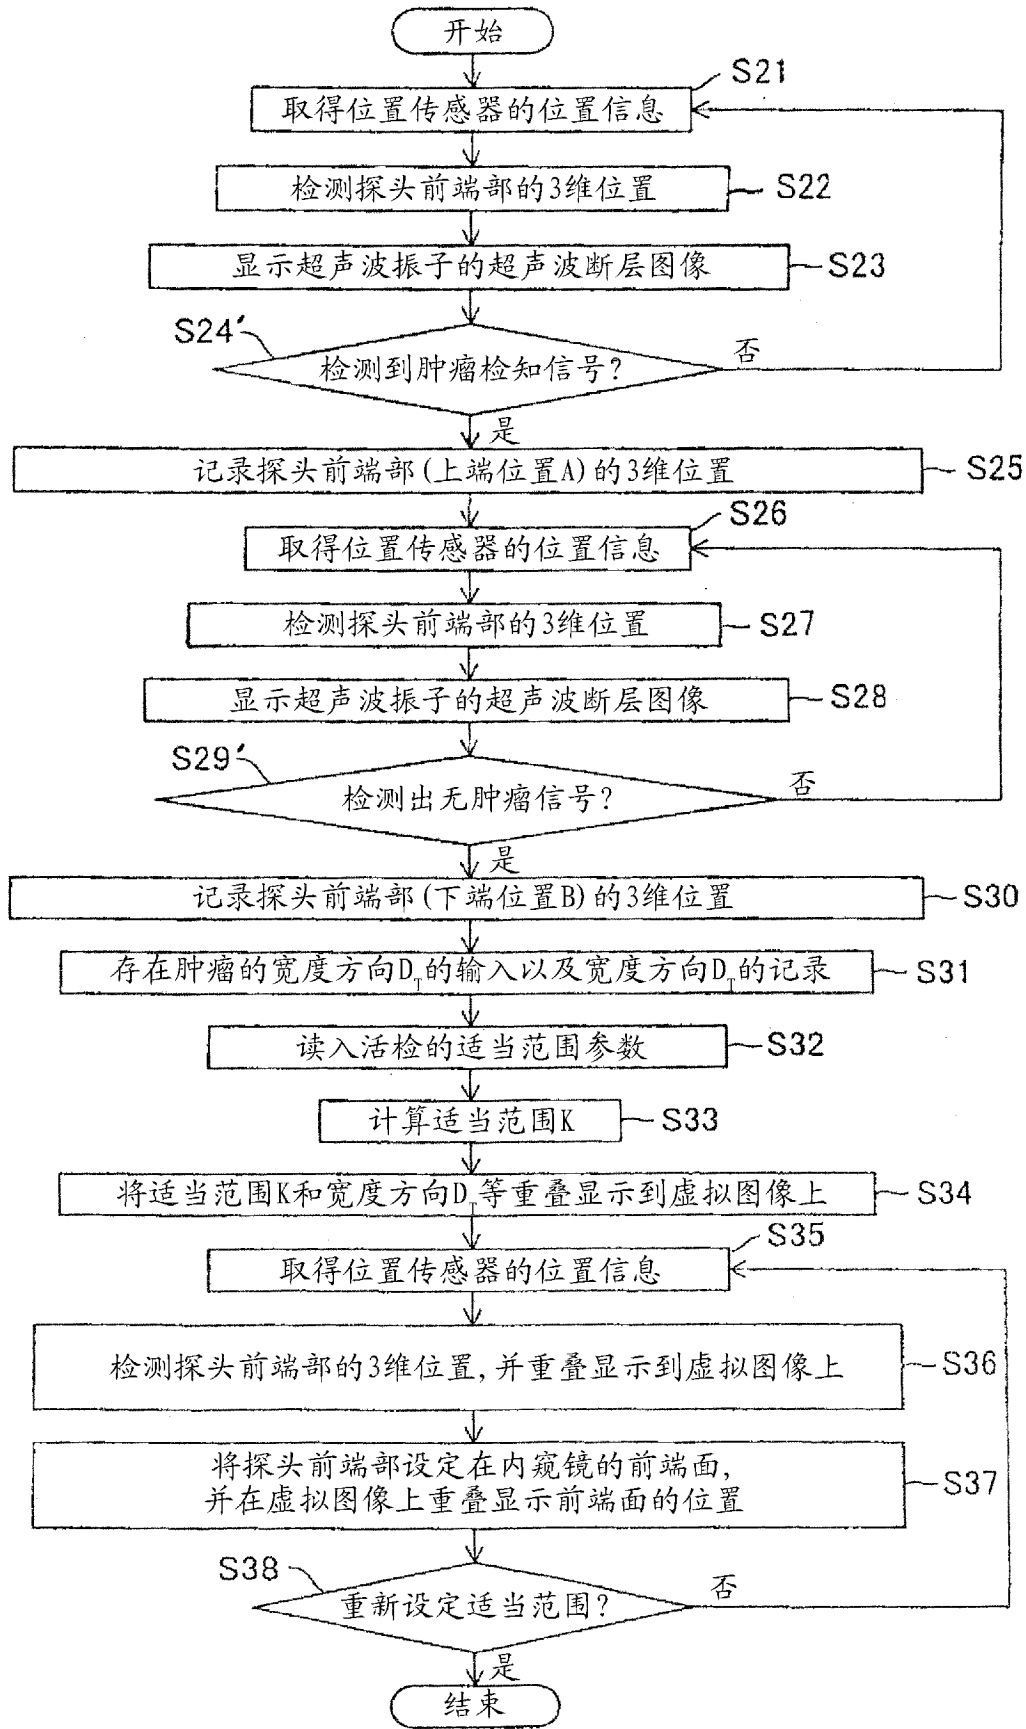 开始
S21
取得位置传感器的位置信息
检测探头前端部的3维位置
S22
显示超声波振子的超声波断层图像
S23
S24′
检测到肿瘤检知信号?
否
是
记录探头前端部(上端位置A)的3维位置
S25
S26
取得位置传感器的位置信息
检测探头前端部的3维位置
S27
显示超声波振子的超声波断层图像
S28
S29′
检测出无肿瘤信号?
否
是
记录探头前端部(下端位置B)的3维位置
S30
存在肿瘤的宽度方向DT的输入以及宽度方向DT的记录
S31
读入活检的适当范围参数
S32
计算适当范围K
S33
将适当范围K和宽度方向DT等重叠显示到虚拟图像上
S34
S35
取得位置传感器的位置信息
检测探头前端部的3维位置,并重叠显示到虚拟图像上
S36
将探头前端部设定在内窥镜的前端面,
并在虚拟图像上重叠显示前端面的位置
S37
S38
重新设定适当范围?
否
是
结束